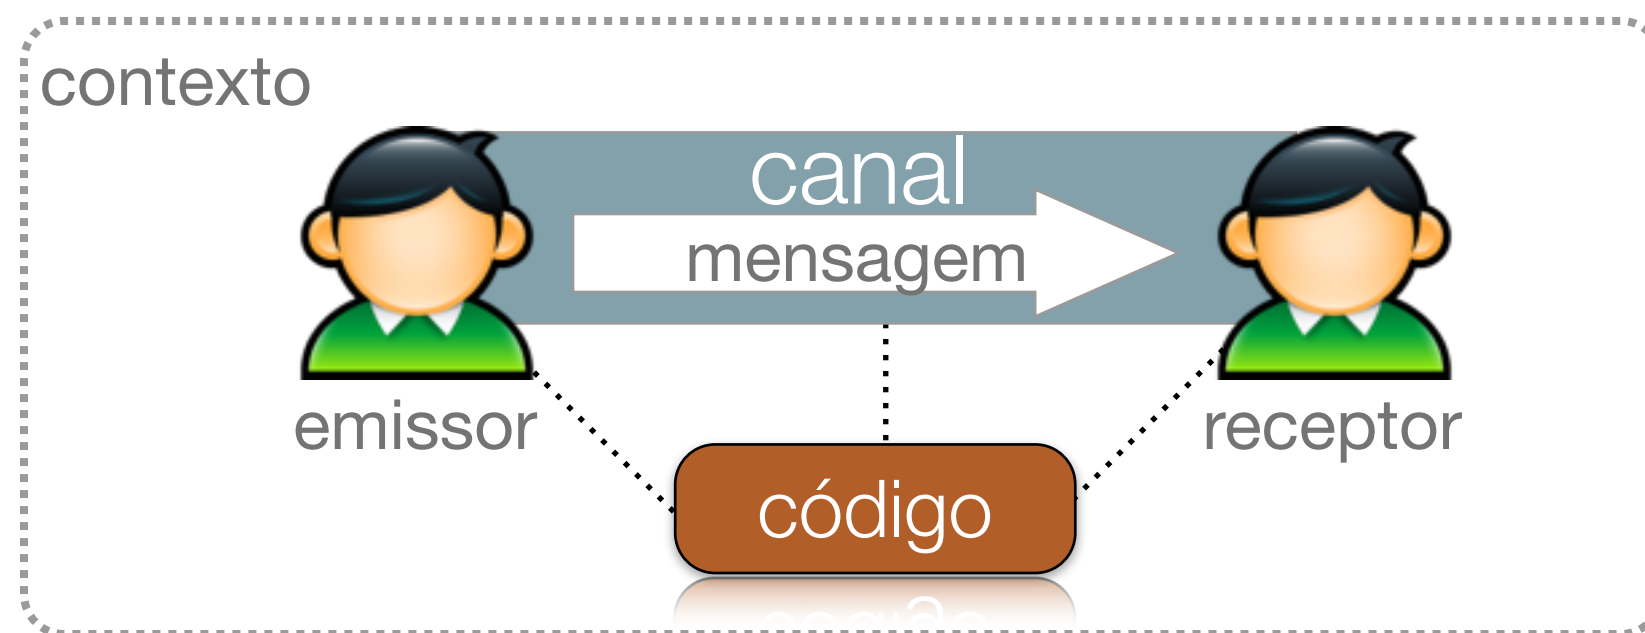 contexto
canal
mensagem
emissor
receptor
código